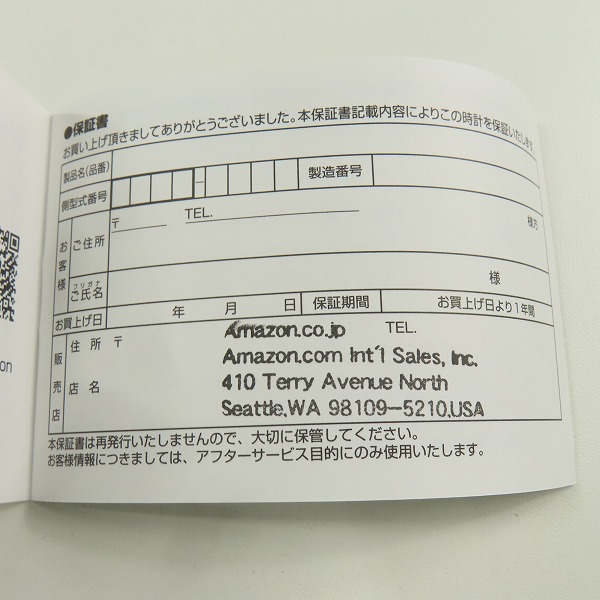 ●保証書
お買い上げ頂きましてありがとうございました。本保証書記載内容によりこの時計を保証いたします。
製品名(品番)
側型式番号 － 製造番号
お客様 ご住所 〒 TEL. 様方
フリガナ
ご氏名 様
お買上げ日 年 月 日 保証期間 お買上げ日より1年間
販売店 住所 〒 Amazon.co.jp TEL.
Amazon.com Int'l Sales, Inc.
店名 410 Terry Avenue North
Seattle,WA 98109-5210,USA
本保証書は再発行いたしませんので、大切に保管してください。
お客様情報につきましては、アフターサービス目的にのみ使用いたします。
on